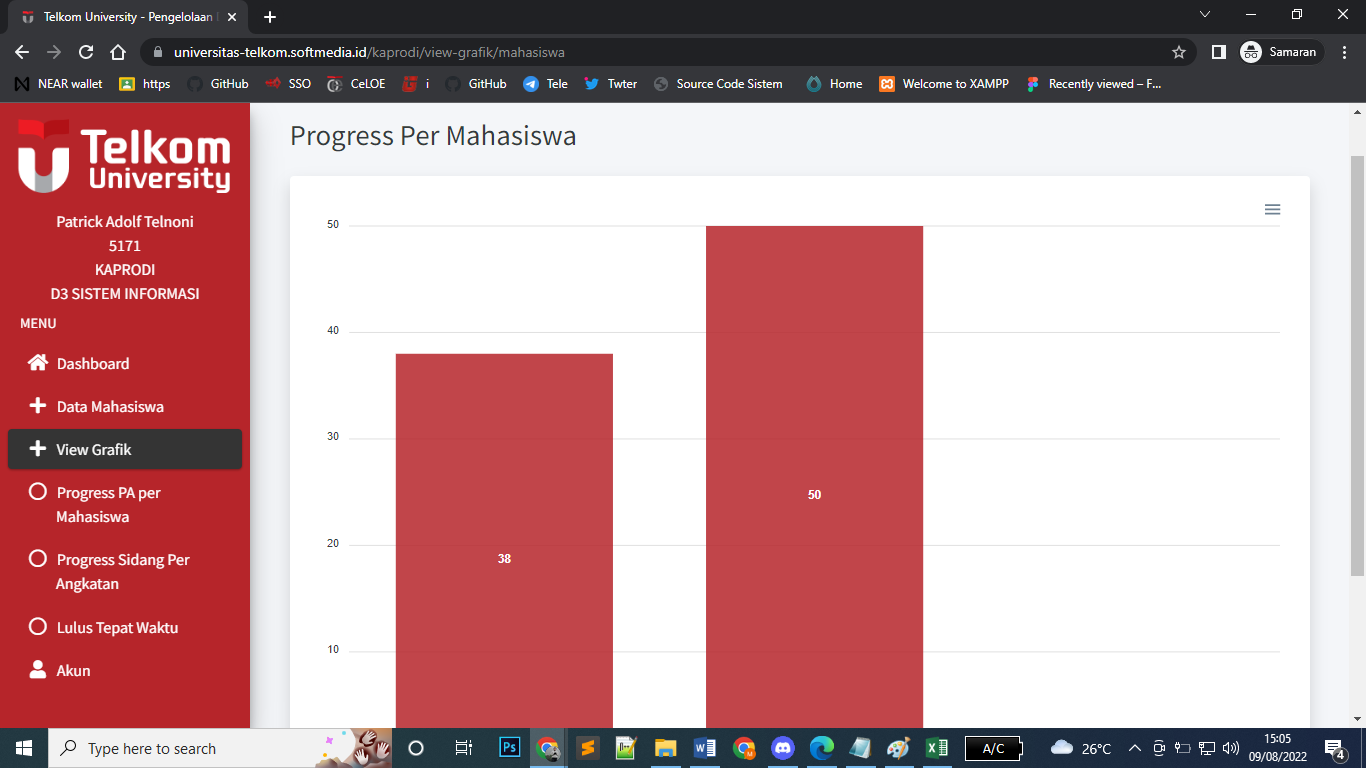 Telkom University - Pengelolaan
universitas-telkom.softmedia.id/kaprodi/view-grafik/mahasiswa
Samaran
NEAR wallet
https
GitHub
SSO
CeLOE
i
GitHub
Tele
Twter
Source Code Sistem
Home
Welcome to XAMPP
Recently viewed – F...
Telkom
University
Patrick Adolf Telnoni
5171
KAPRODI
D3 SISTEM INFORMASI
MENU
Dashboard
Data Mahasiswa
View Grafik
Progress PA per
Mahasiswa
Progress Sidang Per
Angkatan
Lulus Tepat Waktu
Akun
Progress Per Mahasiswa
50
40
30
20
10
38
50
Type here to search
Ps
A/C
26°C
15:05
09/08/2022
4